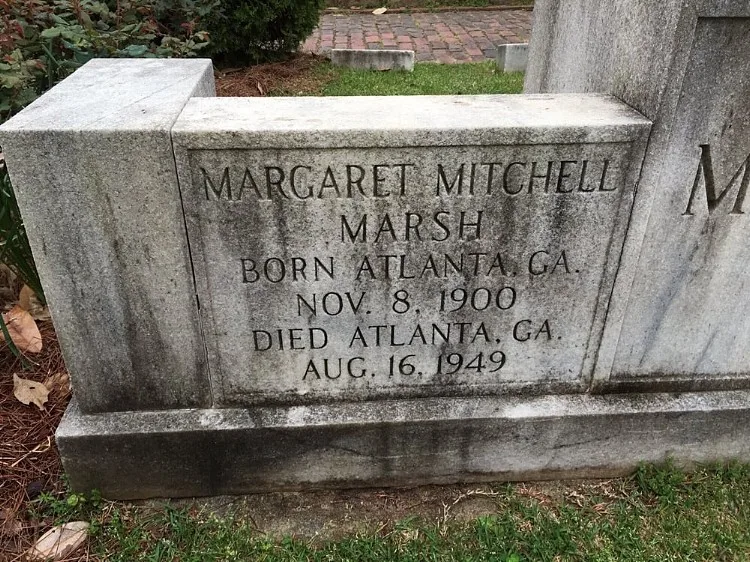 MARGARET MITCHELL
MARSH
BORN ATLANTA, GA.
NOV. 8, 1900
DIED ATLANTA, GA.
AUG. 16, 1949
M